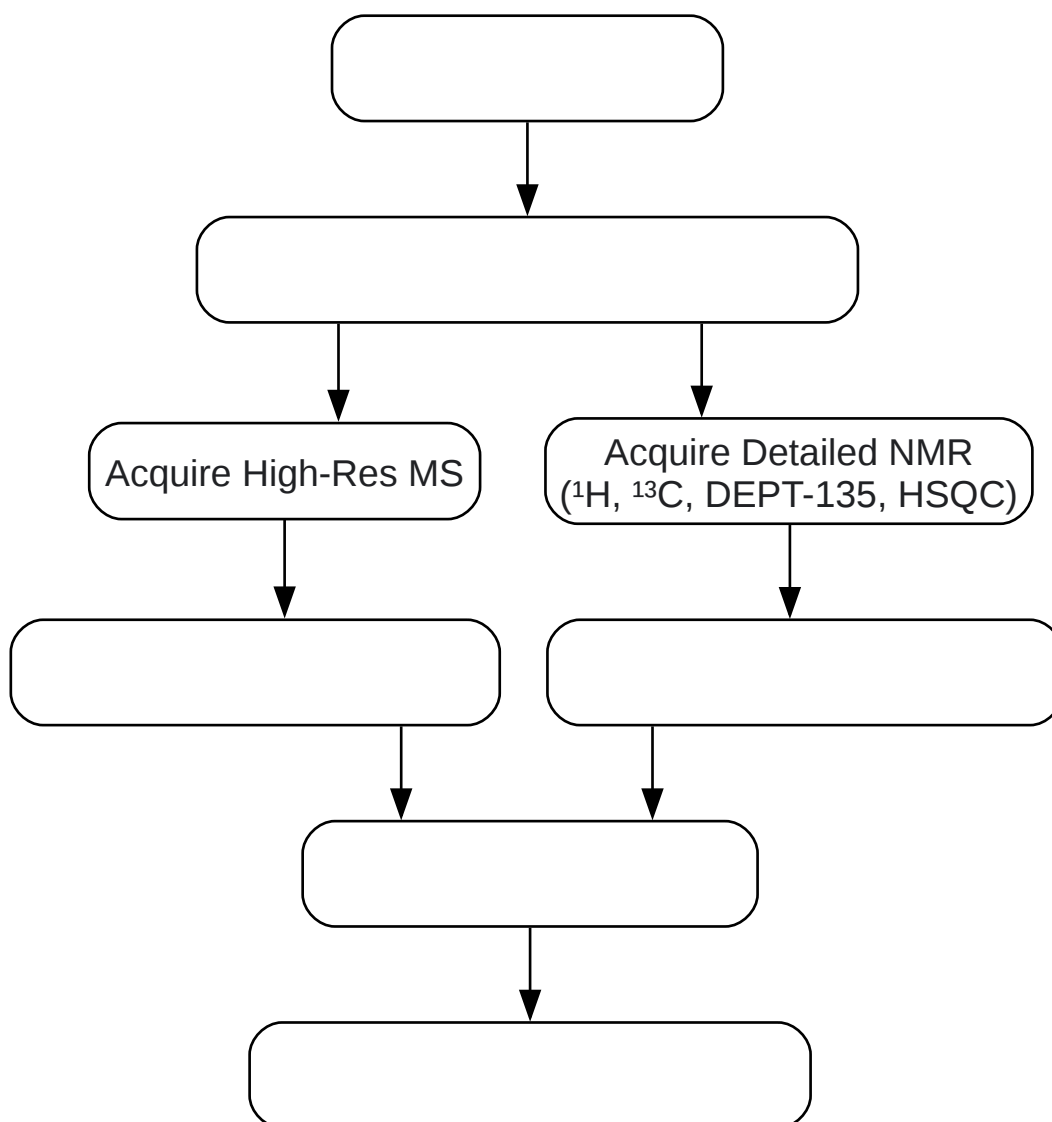 Acquire High-Res MS
Acquire Detailed NMR
(¹H, ¹³C, DEPT-135, HSQC)